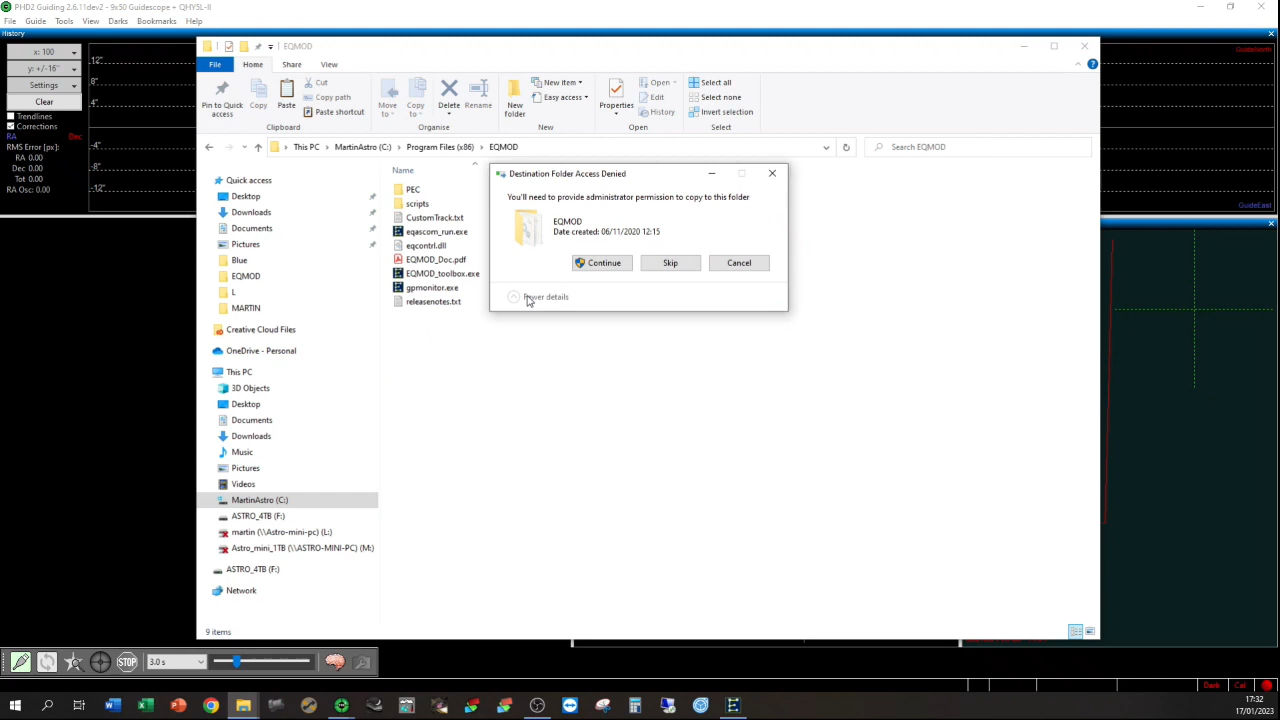 PHD2 Guiding 2.6.11dev2 - 9x50 Guidescope + QHY5L-II
File Guide Tools View Darks Bookmarks Help
History
x: 100
y: +/-16"
Settings
Clear
Trendlines
Corrections
RA Dec
RMS Error [px]:
RA 0.00
Dec 0.00
Tot 0.00
RA Osc: 0.00
12"
8"
4"
-4"
-8"
-12"
GuideNorth
GuideEast
EQMOD
File Home Share View
Pin to Quick access
Copy
Paste
Cut
Copy path
Paste shortcut
Clipboard
Move to
Copy to
Delete
Rename
Organise
New folder
New item
Easy access
New
Properties
Open
Edit
History
Open
Select all
Select none
Invert selection
Select
This PC > MartinAstro (C:) > Program Files (x86) > EQMOD
Search EQMOD
Quick access
Desktop
Downloads
Documents
Pictures
Blue
EQMOD
L
MARTIN
Creative Cloud Files
OneDrive - Personal
This PC
3D Objects
Desktop
Documents
Downloads
Music
Pictures
Videos
MartinAstro (C:)
ASTRO_4TB (F:)
martin (\\Astro-mini-pc) (L:)
Astro_mini_1TB (\\ASTRO-MINI-PC) (M:)
ASTRO_4TB (F:)
Network
Name
PEC
scripts
CustomTrack.txt
eqascom_run.exe
eqcontrl.dll
EQMOD_Doc.pdf
EQMOD_toolbox.exe
gpmonitor.exe
releasenotes.txt
Destination Folder Access Denied
You'll need to provide administrator permission to copy to this folder
EQMOD
Date created: 06/11/2020 12:15
Continue Skip Cancel
Fewer details
9 items
STOP
3.0 s
Dark Cal
17:32
17/01/2023